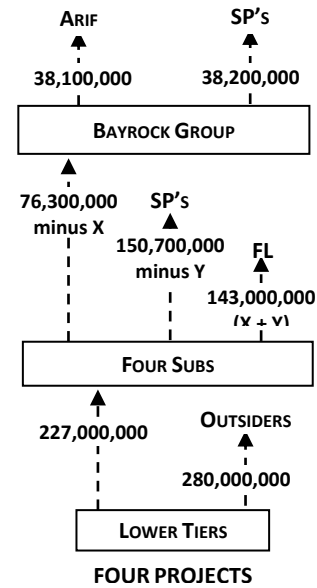 ARIF SP'S
38,100,000 38,200,000
BAYROCK GROUP
76,300,000
minus X
SP'S
150,700,000
minus Y
FL
143,000,000
(X + Y)
FOUR SUBS
227,000,000
OUTSIDERS
280,000,000
LOWER TIERS
FOUR PROJECTS